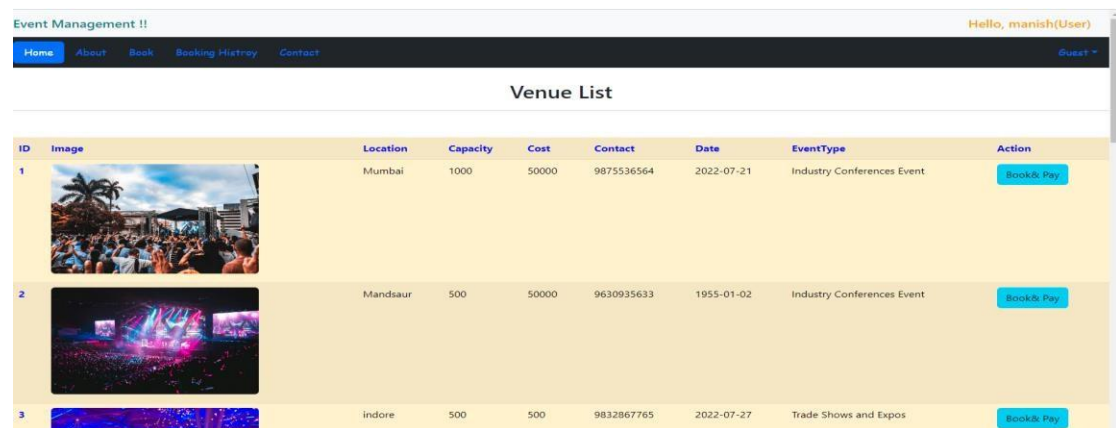 Event Management !! Hello, manish(User)
Home About Book Booking Histroy Contact Guest
Venue List
ID Image Location Capacity Cost Contact Date EventType Action
1 Mumbai 1000 50000 9875536564 2022-07-21 Industry Conferences Event Book& Pay
2 Mandsaur 500 50000 9630935633 1955-01-02 Industry Conferences Event Book& Pay
3 indore 500 500 9832867765 2022-07-27 Trade Shows and Expos Book& Pay